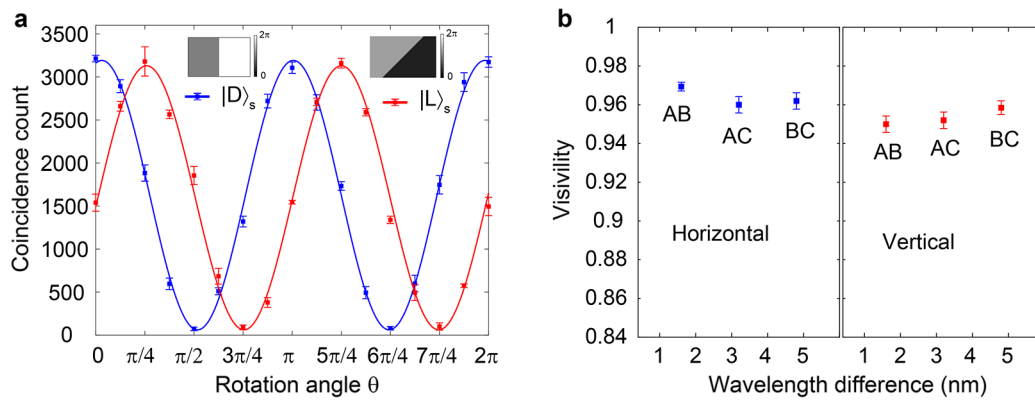 a
3500
3000
2500
2000
1500
1000
500
0
Coincidence count
2π
0
2π
0
|D⟩s
|L⟩s
0 π/4 π/2 3π/4 π 5π/4 6π/4 7π/4 2π
Rotation angle θ
b
1
0.98
0.96
0.94
0.92
0.9
0.88
0.86
0.84
Visivility
AB AC BC
Horizontal
AB AC BC
Vertical
1 2 3 4 5 1 2 3 4 5
Wavelength difference (nm)